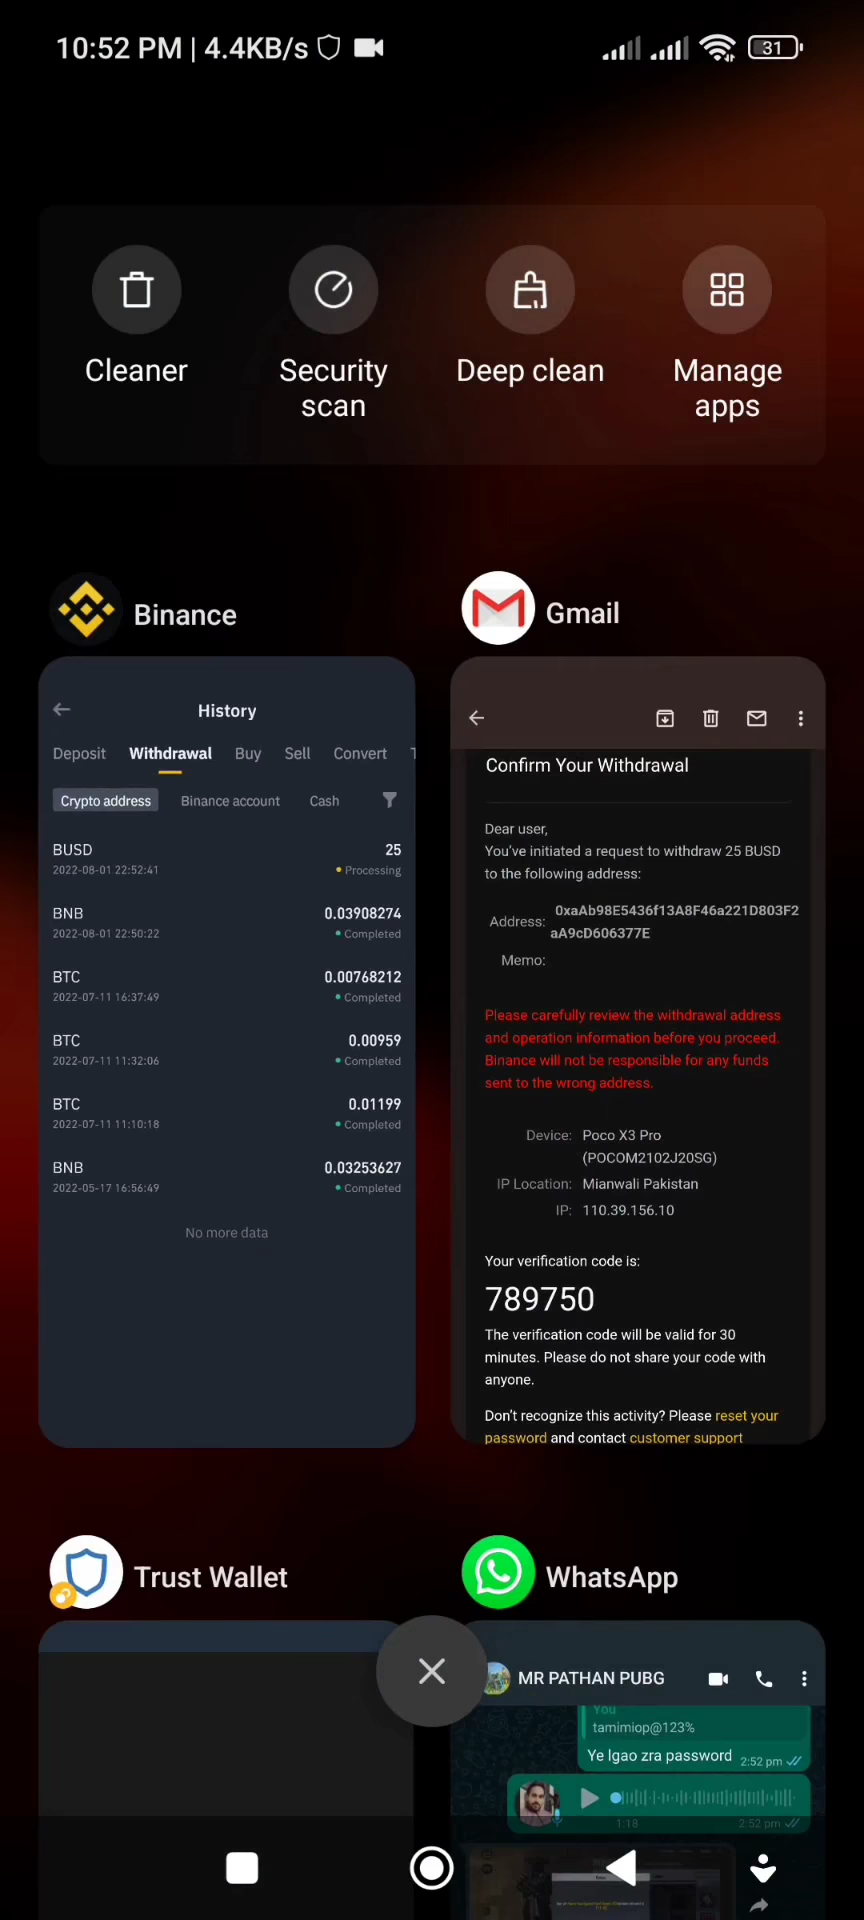 10:52 PM | 4.4KB/s
31
Cleaner
Security scan
Deep clean
Manage apps
Binance
History
Deposit Withdrawal Buy Sell Convert
Crypto address Binance account Cash
BUSD 25
2022-08-01 22:52:41 Processing
BNB 0.03908274
2022-08-01 22:50:22 Completed
BTC 0.00768212
2022-07-11 16:37:49 Completed
BTC 0.00959
2022-07-11 11:32:06 Completed
BTC 0.01199
2022-07-11 11:10:18 Completed
BNB 0.03253627
2022-05-17 16:56:49 Completed
No more data
Gmail
Confirm Your Withdrawal
Dear user,
You've initiated a request to withdraw 25 BUSD
to the following address:
Address: 0xaAb98E5436f13A8F46a221D803F2
aA9cD606377E
Memo:
Please carefully review the withdrawal address
and operation information before you proceed.
Binance will not be responsible for any funds
sent to the wrong address.
Device: Poco X3 Pro
(POCOM2102J20SG)
IP Location: Mianwali Pakistan
IP: 110.39.156.10
Your verification code is:
789750
The verification code will be valid for 30
minutes. Please do not share your code with
anyone.
Don't recognize this activity? Please reset your
password and contact customer support
Trust Wallet
WhatsApp
MR PATHAN PUBG
You
tamimiop@123%
Ye lgao zra password 2:52 pm
1:18 2:52 pm